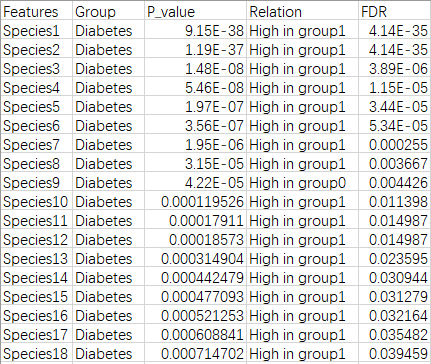 Features Group P_value Relation FDR
Species1 Diabetes 9.15E-38 High in group1 4.14E-35
Species2 Diabetes 1.19E-37 High in group1 4.14E-35
Species3 Diabetes 1.48E-08 High in group1 3.89E-06
Species4 Diabetes 5.46E-08 High in group1 1.15E-05
Species5 Diabetes 1.97E-07 High in group1 3.44E-05
Species6 Diabetes 3.56E-07 High in group1 5.34E-05
Species7 Diabetes 1.95E-06 High in group1 0.000255
Species8 Diabetes 3.15E-05 High in group1 0.003667
Species9 Diabetes 4.22E-05 High in group0 0.004426
Species10 Diabetes 0.000119526 High in group1 0.011398
Species11 Diabetes 0.00017911 High in group1 0.014987
Species12 Diabetes 0.00018573 High in group1 0.014987
Species13 Diabetes 0.000314904 High in group1 0.023595
Species14 Diabetes 0.000442479 High in group1 0.030944
Species15 Diabetes 0.000477093 High in group1 0.031279
Species16 Diabetes 0.000521253 High in group1 0.032164
Species17 Diabetes 0.000608841 High in group1 0.035482
Species18 Diabetes 0.000714702 High in group1 0.039459